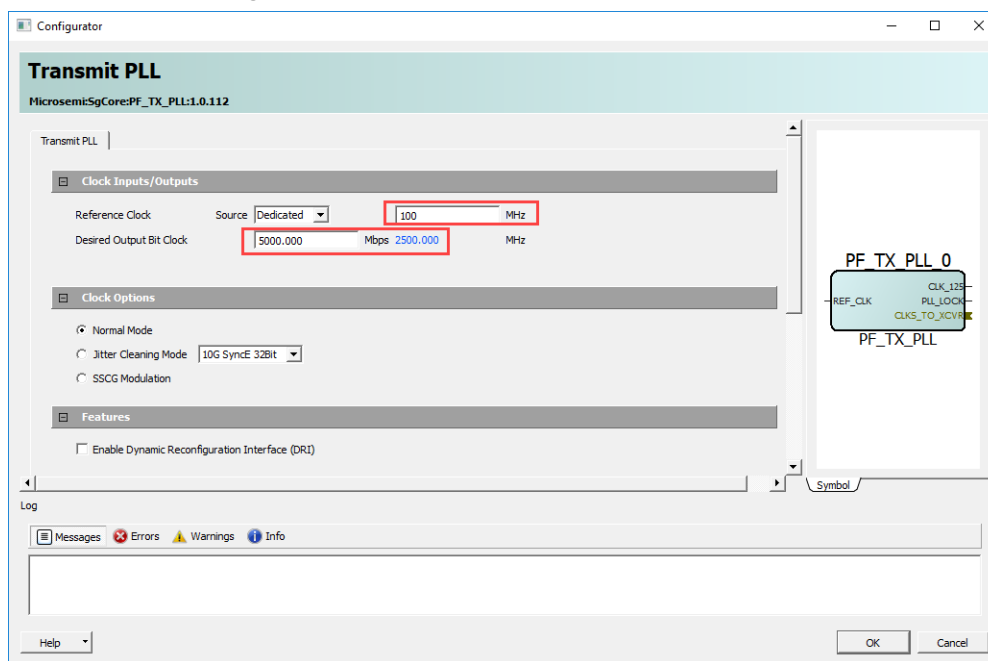 Configurator
Transmit PLL
Microsemi:SgCore:PF_TX_PLL:1.0.112
Transmit PLL
Clock Inputs/Outputs
Reference Clock Source Dedicated 100 MHz
Desired Output Bit Clock 5000.000 Mbps 2500.000 MHz
Clock Options
Normal Mode
Jitter Cleaning Mode 10G SyncE 32Bit
SSCG Modulation
Features
Enable Dynamic Reconfiguration Interface (DRI)
PF_TX_PLL_0
CLK_125
REF_CLK PLL_LOCK
CLKS_TO_XCVR
PF_TX_PLL
Symbol
Log
Messages Errors Warnings Info
Help OK Cancel